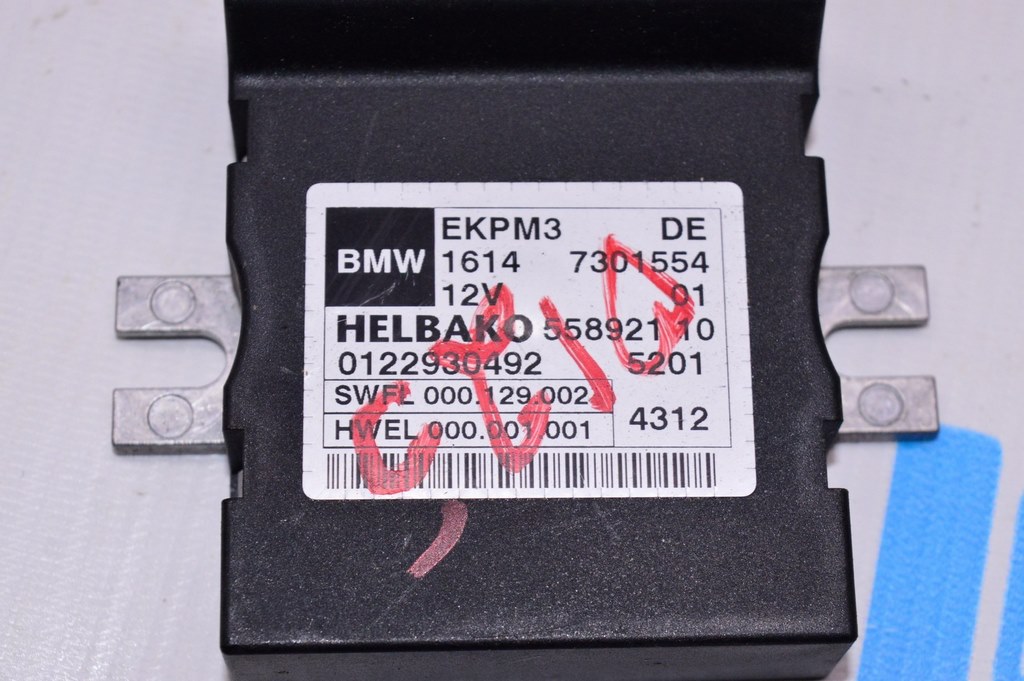 BMW
EKPM3 DE
1614 7301554
12V 01
HELBAKO 558921 10
0122930492 5201
SWFL 000.129.002
HWEL 000.001.001
4312